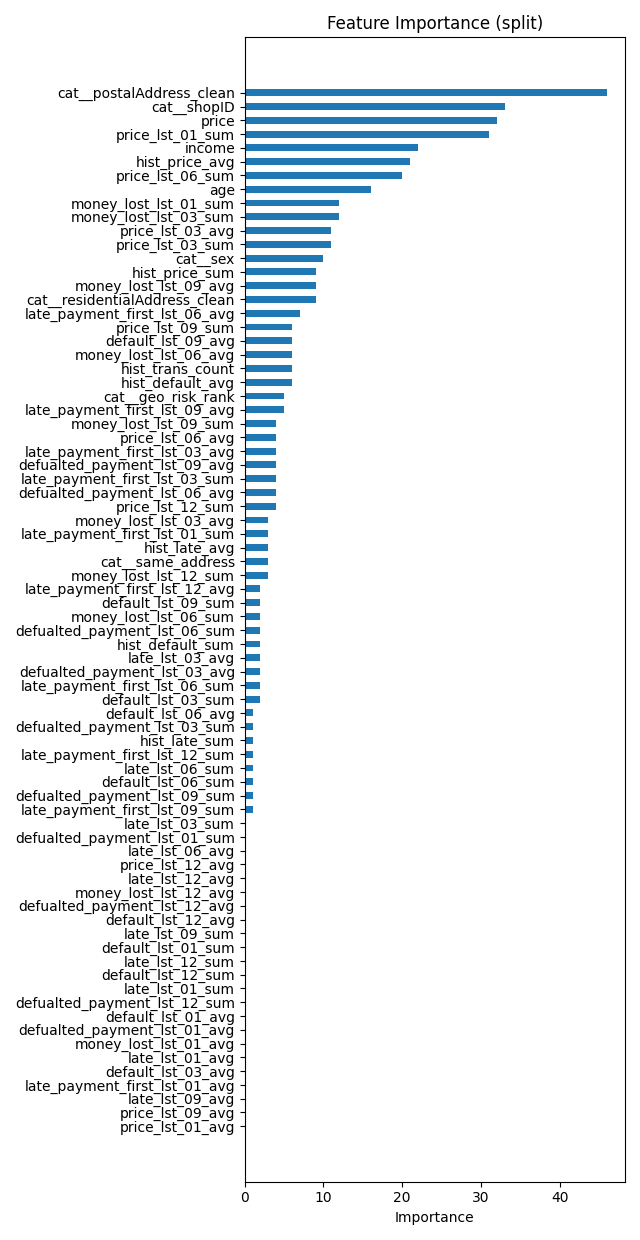 Feature Importance (split)
cat__postalAddress_clean
cat__shopID
price
price_lst_01_sum
income
hist_price_avg
price_lst_06_sum
age
money_lost_lst_01_sum
money_lost_lst_03_sum
price_lst_03_avg
price_lst_03_sum
cat__sex
hist_price_sum
money_lost_lst_09_avg
cat__residentialAddress_clean
late_payment_first_lst_06_avg
price_lst_09_sum
default_lst_09_avg
money_lost_lst_06_avg
hist_trans_count
hist_default_avg
cat__geo_risk_rank
late_payment_first_lst_09_avg
money_lost_lst_09_sum
price_lst_06_avg
late_payment_first_lst_03_avg
defualted_payment_lst_09_avg
late_payment_first_lst_03_sum
defualted_payment_lst_06_avg
price_lst_12_sum
money_lost_lst_03_avg
late_payment_first_lst_01_sum
hist_late_avg
cat__same_address
money_lost_lst_12_sum
late_payment_first_lst_12_avg
default_lst_09_sum
money_lost_lst_06_sum
defualted_payment_lst_06_sum
hist_default_sum
late_lst_03_avg
defualted_payment_lst_03_avg
late_payment_first_lst_06_sum
default_lst_03_sum
default_lst_06_avg
defualted_payment_lst_03_sum
hist_late_sum
late_payment_first_lst_12_sum
late_lst_06_sum
default_lst_06_sum
defualted_payment_lst_09_sum
late_payment_first_lst_09_sum
late_lst_03_sum
defualted_payment_lst_01_sum
late_lst_06_avg
price_lst_12_avg
late_lst_12_avg
money_lost_lst_12_avg
defualted_payment_lst_12_avg
default_lst_12_avg
late_lst_09_sum
default_lst_01_sum
late_lst_12_sum
default_lst_12_sum
late_lst_01_sum
defualted_payment_lst_12_sum
default_lst_01_avg
defualted_payment_lst_01_avg
money_lost_lst_01_avg
late_lst_01_avg
default_lst_03_avg
late_payment_first_lst_01_avg
late_lst_09_avg
price_lst_09_avg
price_lst_01_avg
0 10 20 30 40
Importance